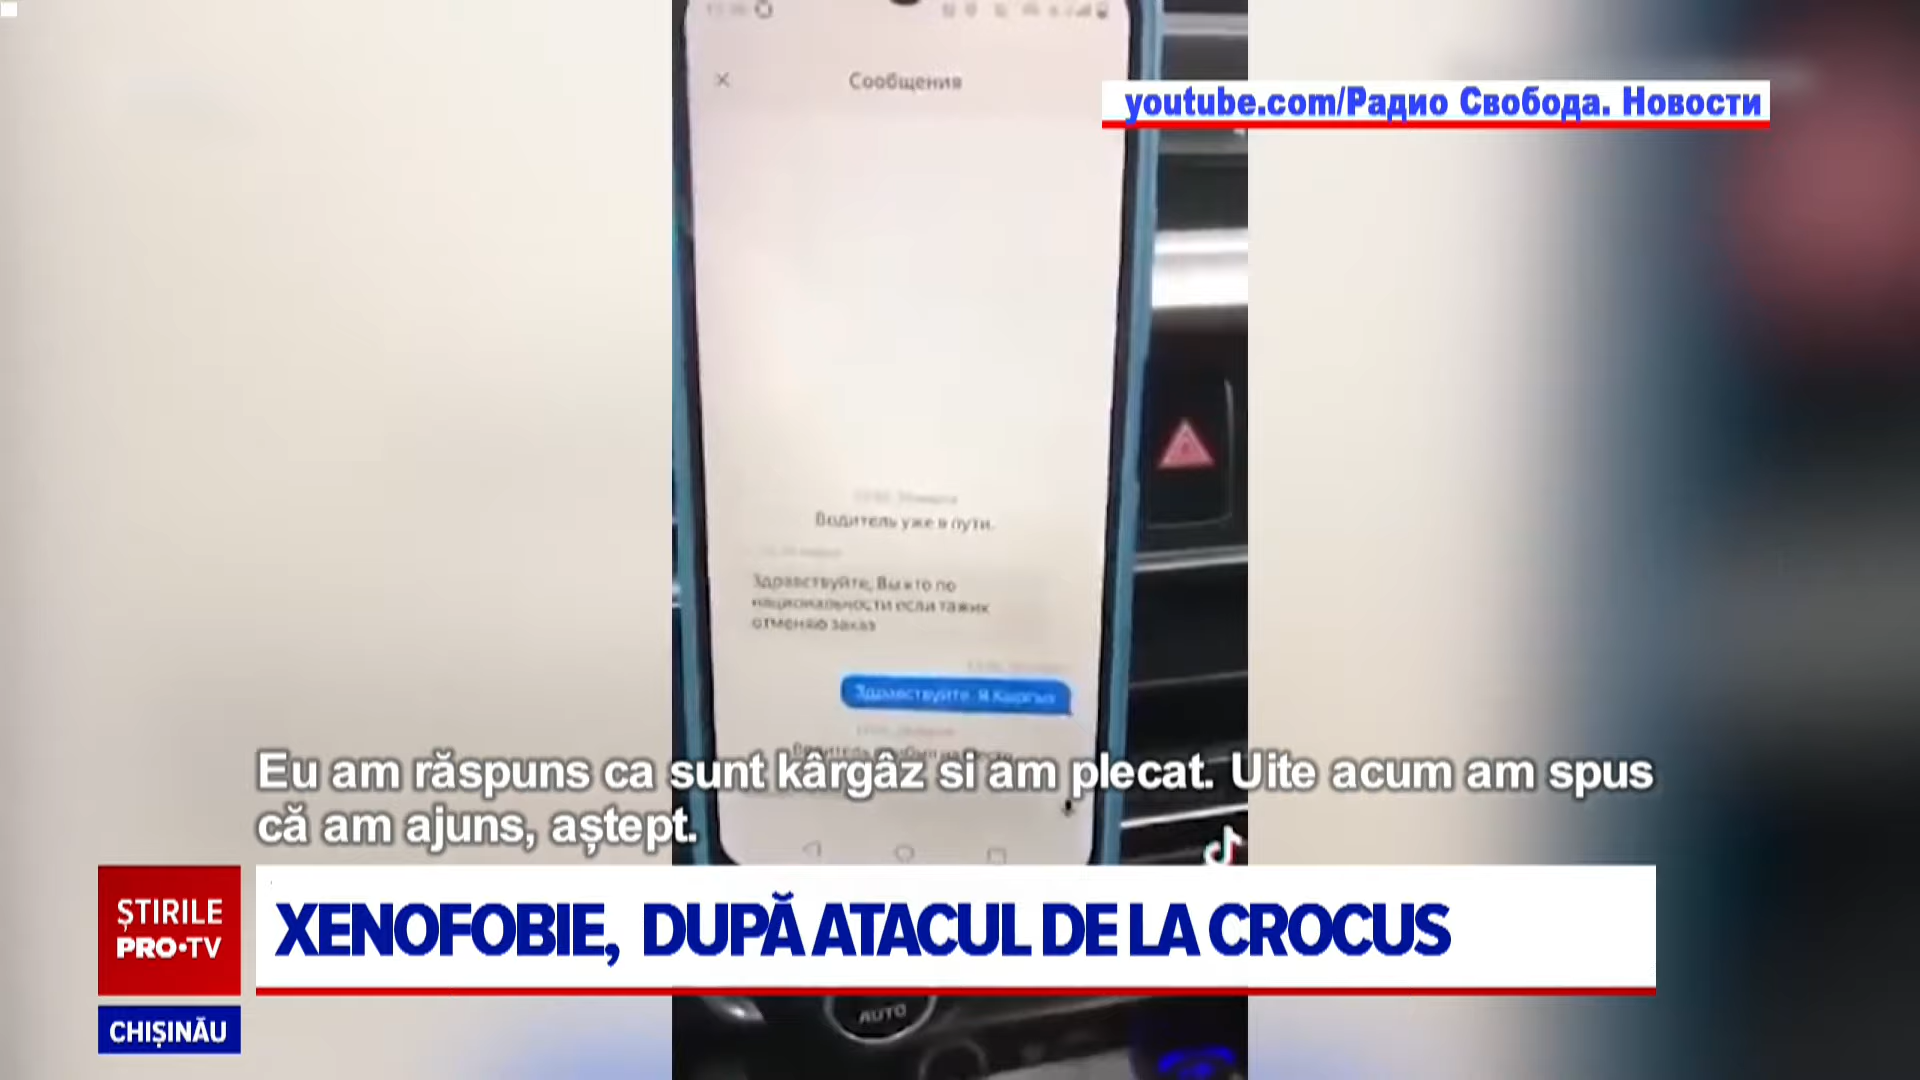 Сообщения
youtube.com/Радио Свобода. Новости
Водитель уже в пути.
Здравствуйте, Вы кто по
национальности если тажик
отменяю заказ
Здравствуйте. Я Кыргыз
Водитель
Eu am răspuns ca sunt kârgâz si am plecat. Uite acum am spus
că am ajuns, aștept.
ȘTIRILE
PRO•TV
XENOFOBIE, DUPĂ ATACUL DE LA CROCUS
CHIȘINĂU
AUTO